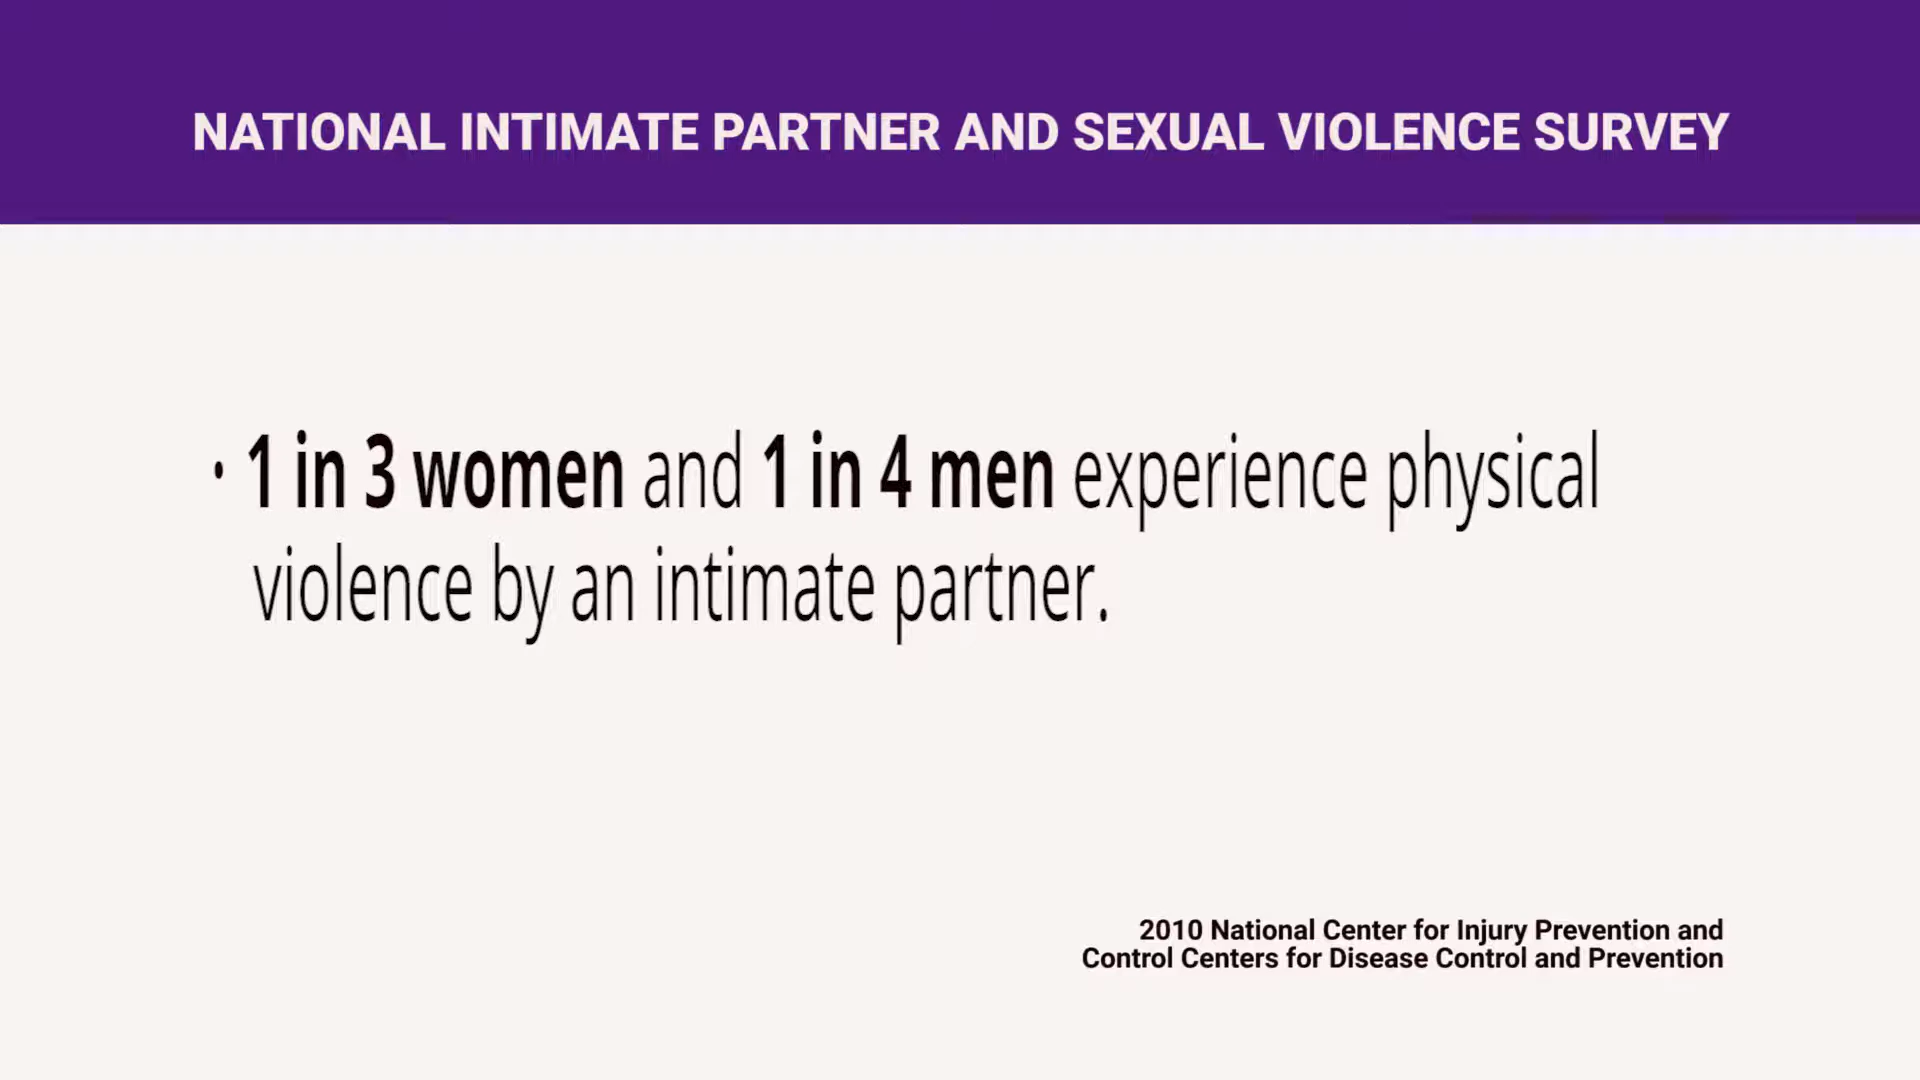 NATIONAL INTIMATE PARTNER AND SEXUAL VIOLENCE SURVEY
• 1 in 3 women and 1 in 4 men experience physical
violence by an intimate partner.
2010 National Center for Injury Prevention and
Control Centers for Disease Control and Prevention